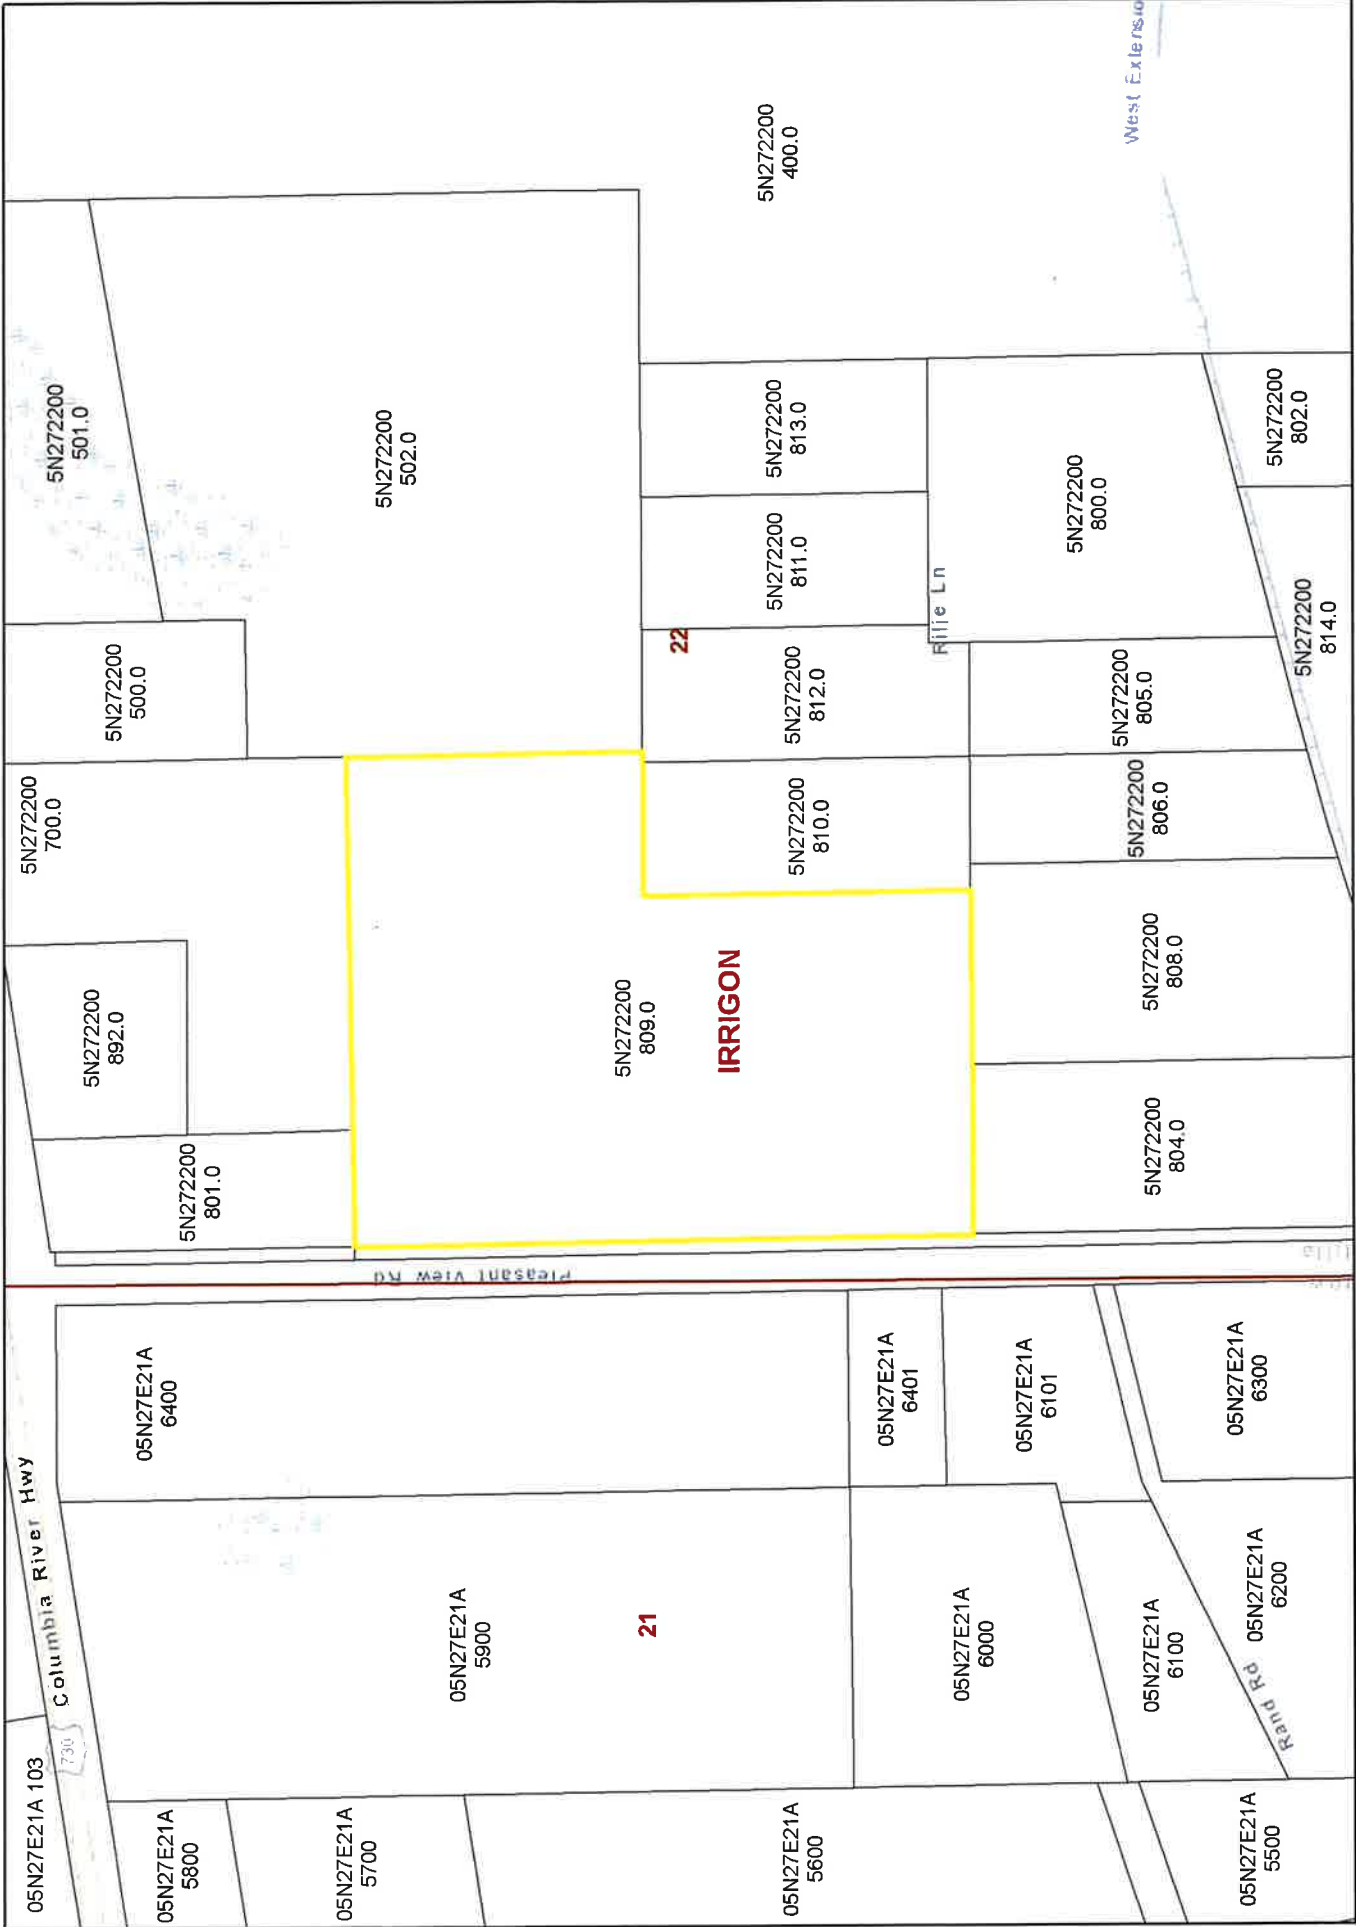 05N27E21A 103
730
Columbia River Hwy
05N27E21A
5800
05N27E21A
5700
05N27E21A
5600
05N27E21A
5500
05N27E21A
5900
21
05N27E21A
6000
05N27E21A
6100
Rand Rd
05N27E21A
6200
05N27E21A
6400
05N27E21A
6401
05N27E21A
6101
05N27E21A
6300
Pleasant View Rd
5N272200
801.0
5N272200
892.0
5N272200
700.0
5N272200
809.0
IRRIGON
5N272200
804.0
5N272200
808.0
5N272200
500.0
5N272200
810.0
5N272200
806.0
5N272200
812.0
22
5N272200
805.0
5N272200
814.0
Rilie Ln
5N272200
501.0
5N272200
502.0
5N272200
811.0
5N272200
813.0
5N272200
800.0
5N272200
802.0
5N272200
400.0
West Extensio